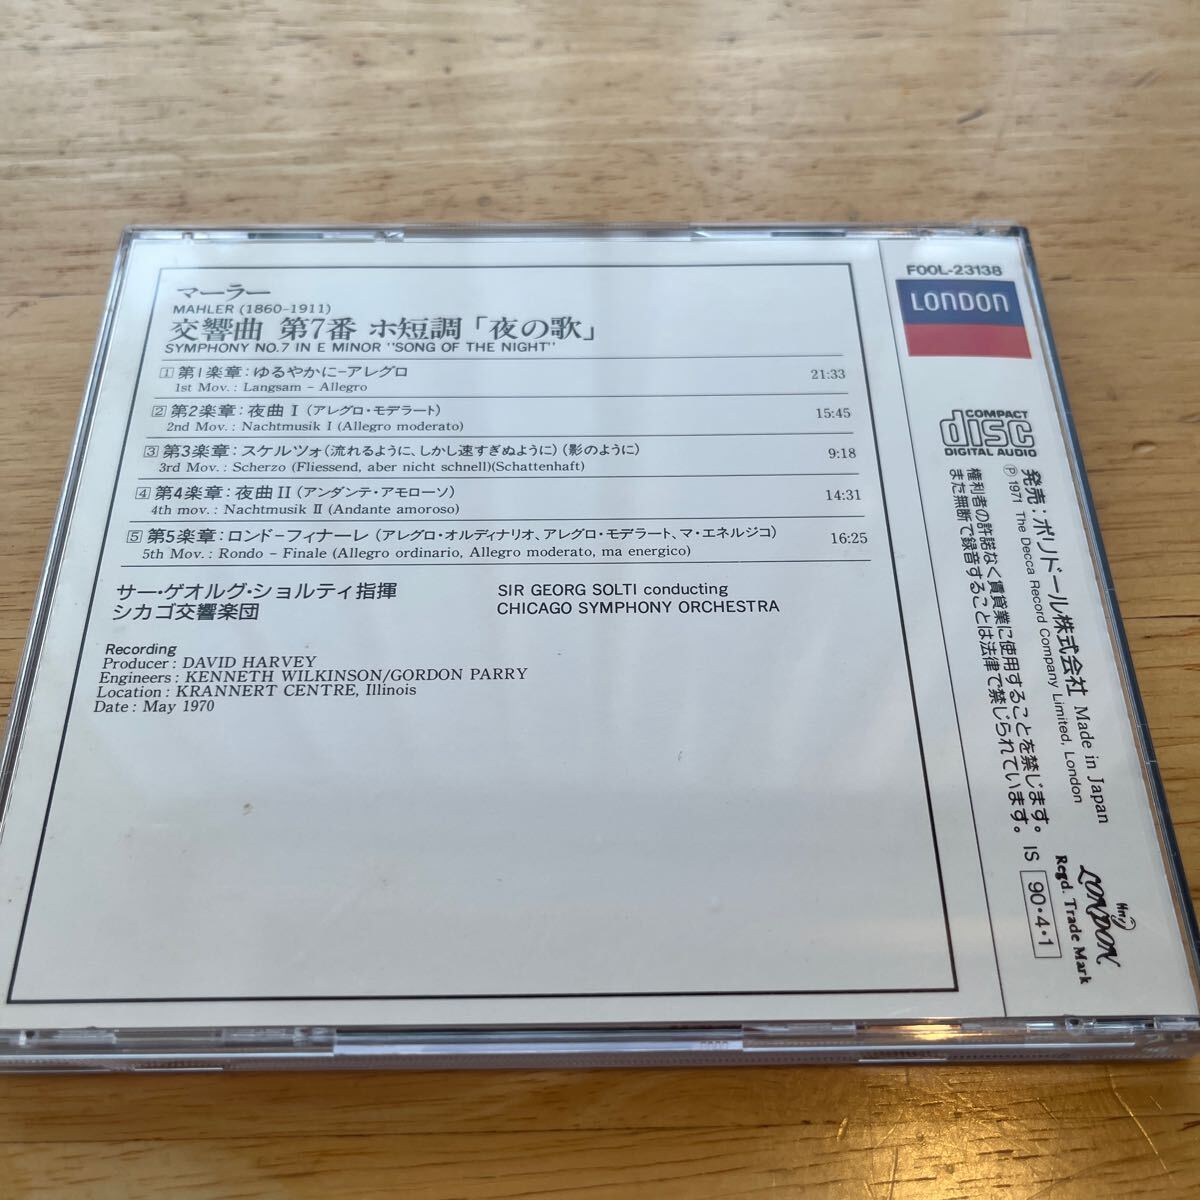 マーラー
MAHLER (1860-1911)
交響曲 第7番 ホ短調「夜の歌」
SYMPHONY NO.7 IN E MINOR "SONG OF THE NIGHT"
1 第1楽章:ゆるやかに-アレグロ 21:33
1st Mov.: Langsam - Allegro
2 第2楽章:夜曲 I (アレグロ・モデラート) 15:45
2nd Mov.: Nachtmusik I (Allegro moderato)
3 第3楽章:スケルツォ(流れるように、しかし速すぎぬように)(影のように) 9:18
3rd Mov.: Scherzo (Fliessend, aber nicht schnell)(Schattenhaft)
4 第4楽章:夜曲 II (アンダンテ・アモローソ) 14:31
4th mov.: Nachtmusik II (Andante amoroso)
5 第5楽章:ロンド-フィナーレ (アレグロ・オルディナリオ、アレグロ・モデラート、マ・エネルジコ) 16:25
5th Mov.: Rondo - Finale (Allegro ordinario, Allegro moderato, ma energico)
サー・ゲオルグ・ショルティ指揮
シカゴ交響楽団
SIR GEORG SOLTI conducting
CHICAGO SYMPHONY ORCHESTRA
Recording
Producer: DAVID HARVEY
Engineers: KENNETH WILKINSON/GORDON PARRY
Location: KRANNERT CENTRE, Illinois
Date: May 1970
FOOL-23138
LONDON
COMPACT
disc
DIGITAL AUDIO
発売:ポリドール株式会社 Made in Japan
Ⓟ 1971 The Decca Record Company Limited, London
権利者の許諾なく賃貸業に使用することを禁じます。
また無断で録音することは法律で禁じられています。 IS 90・4・1
LONDON
Regd. Trade Mark